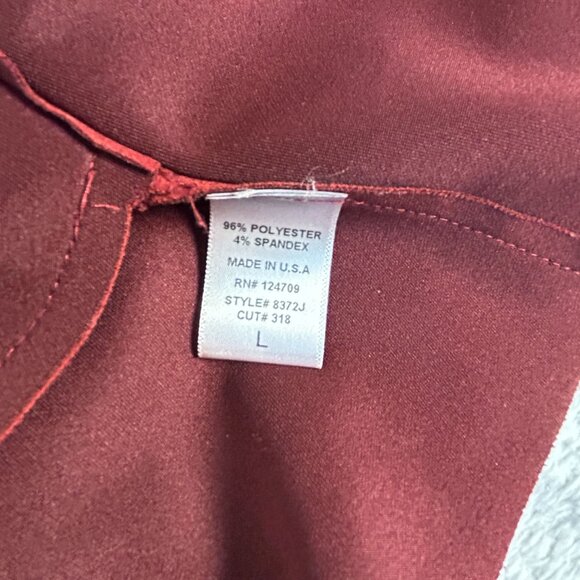 96% POLYESTER
4% SPANDEX
MADE IN U.S.A
RN# 124709
STYLE# 8372J
CUT# 318
L